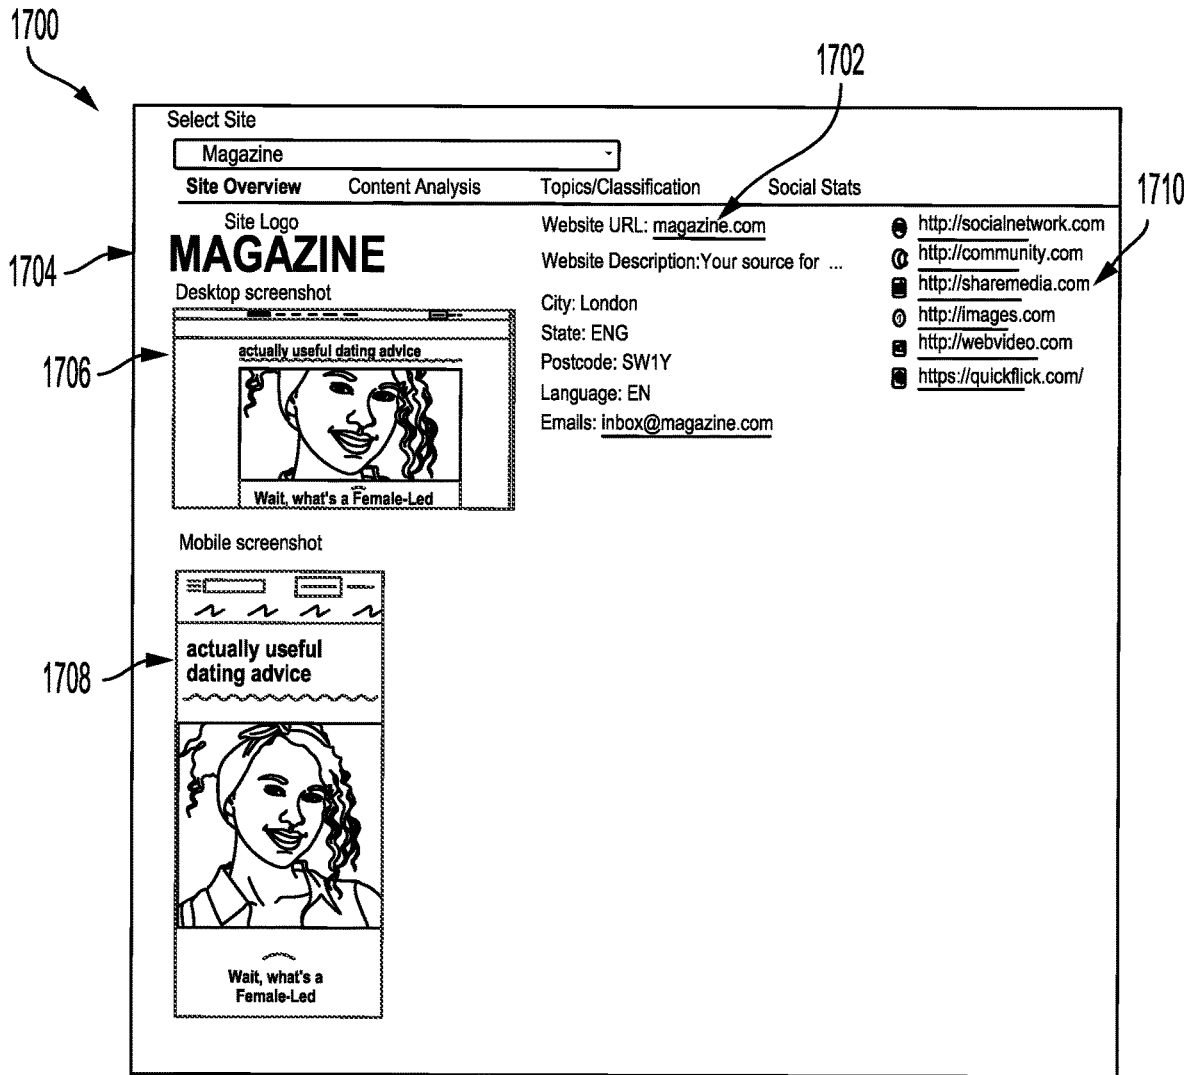 1700
1702
Select Site
Magazine
Site Overview Content Analysis Topics/Classification Social Stats
1710
Site Logo
MAGAZINE
1704
Desktop screenshot
1706
actually useful dating advice
Wait, what's a Female-Led
Website URL: magazine.com
Website Description:Your source for ...
City: London
State: ENG
Postcode: SW1Y
Language: EN
Emails: inbox@magazine.com
http://socialnetwork.com
http://community.com
http://sharemedia.com
http://images.com
http://webvideo.com
https://quickflick.com/
Mobile screenshot
1708
actually useful
dating advice
Wait, what's a
Female-Led